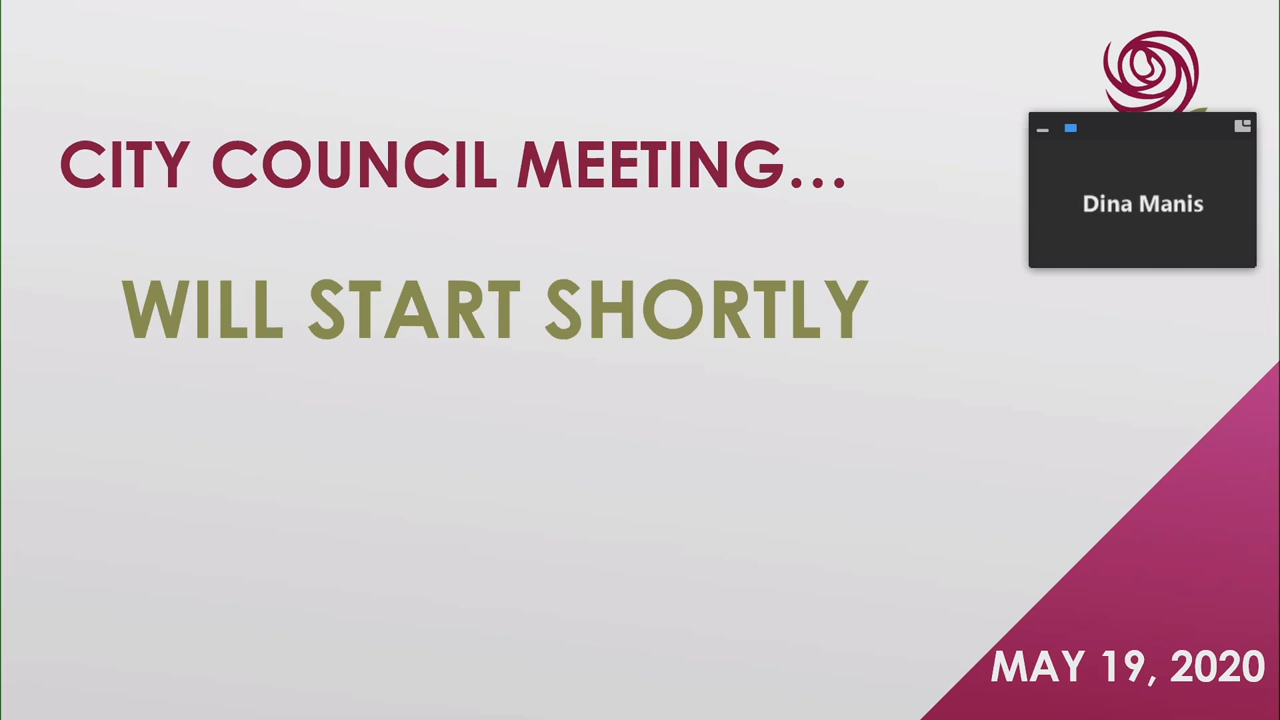 CITY COUNCIL MEETING...
Dina Manis
WILL START SHORTLY
MAY 19, 2020